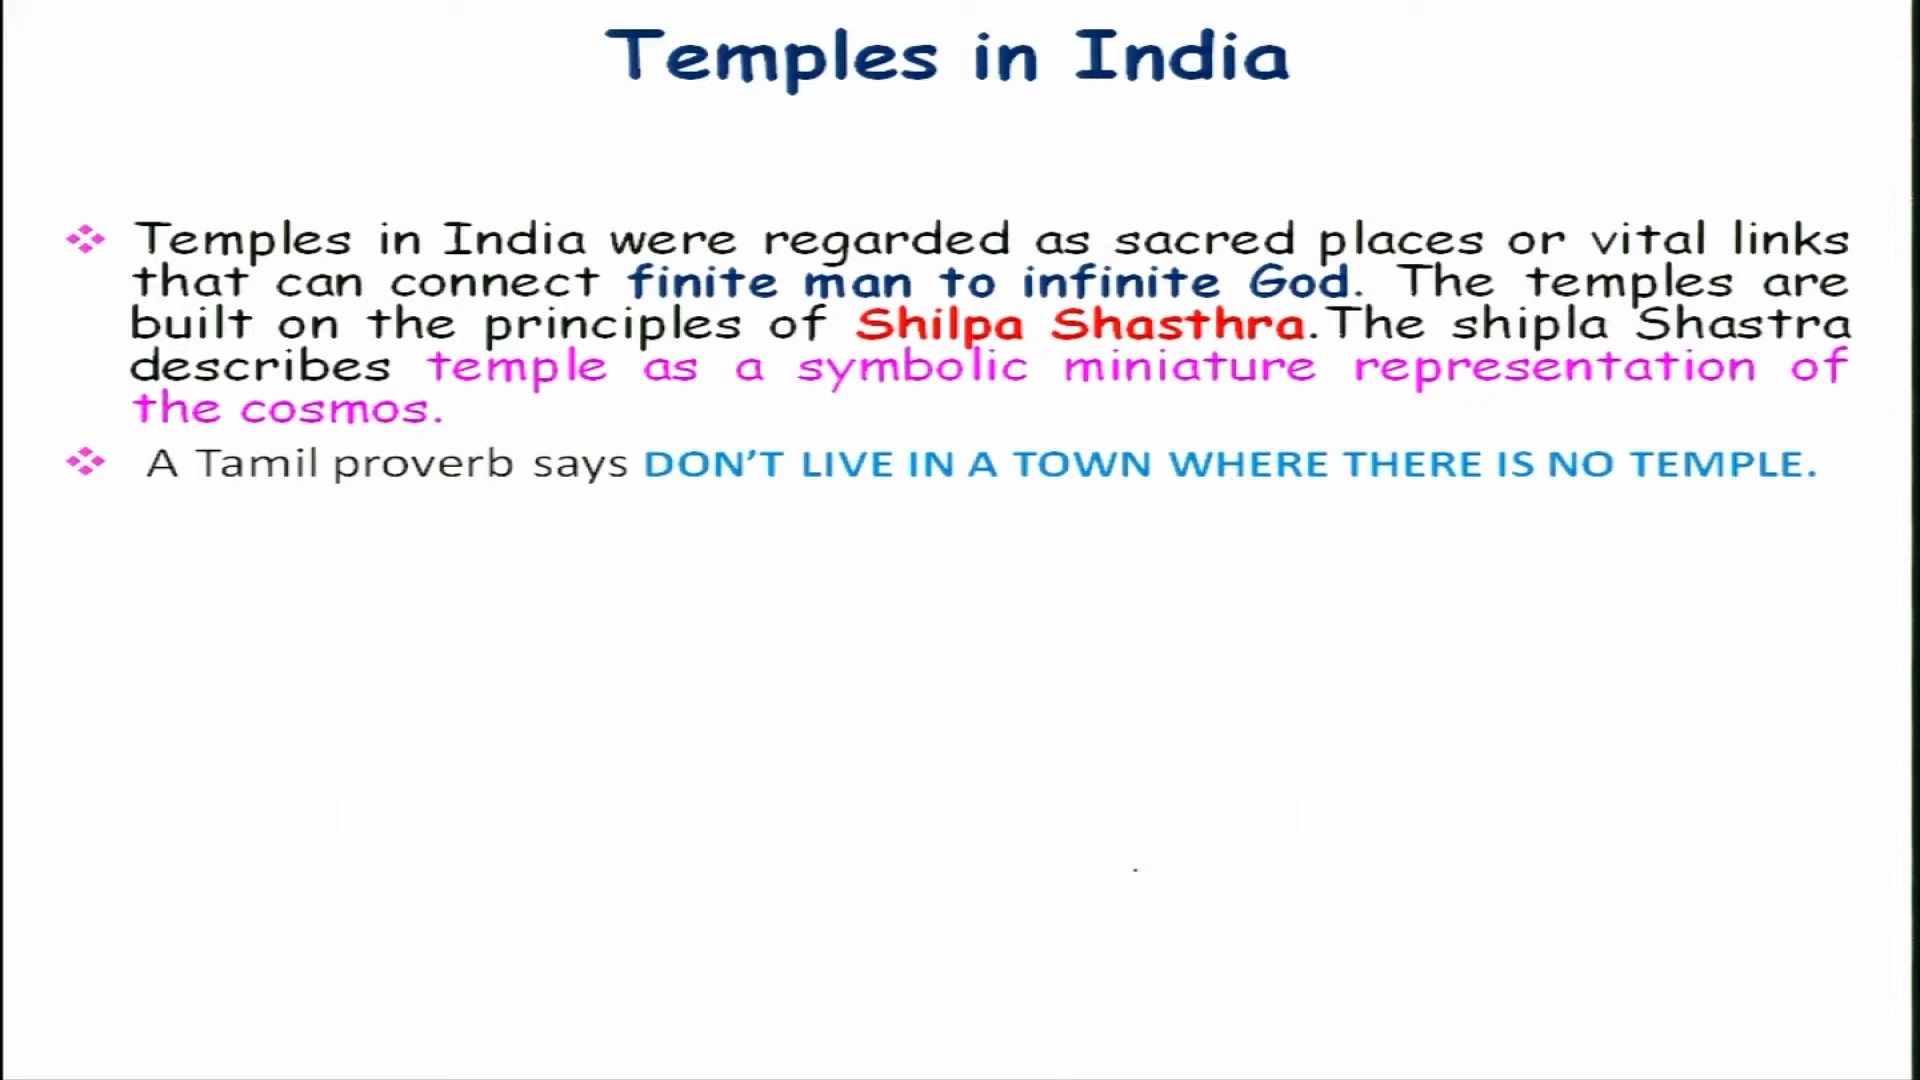 Temples in India
Temples in India were regarded as sacred places or vital links
that can connect finite man to infinite God. The temples are
built on the principles of Shilpa Shasthra.The shipla Shastra
describes temple as a symbolic miniature representation of
the cosmos.
A Tamil proverb says DON'T LIVE IN A TOWN WHERE THERE IS NO TEMPLE.